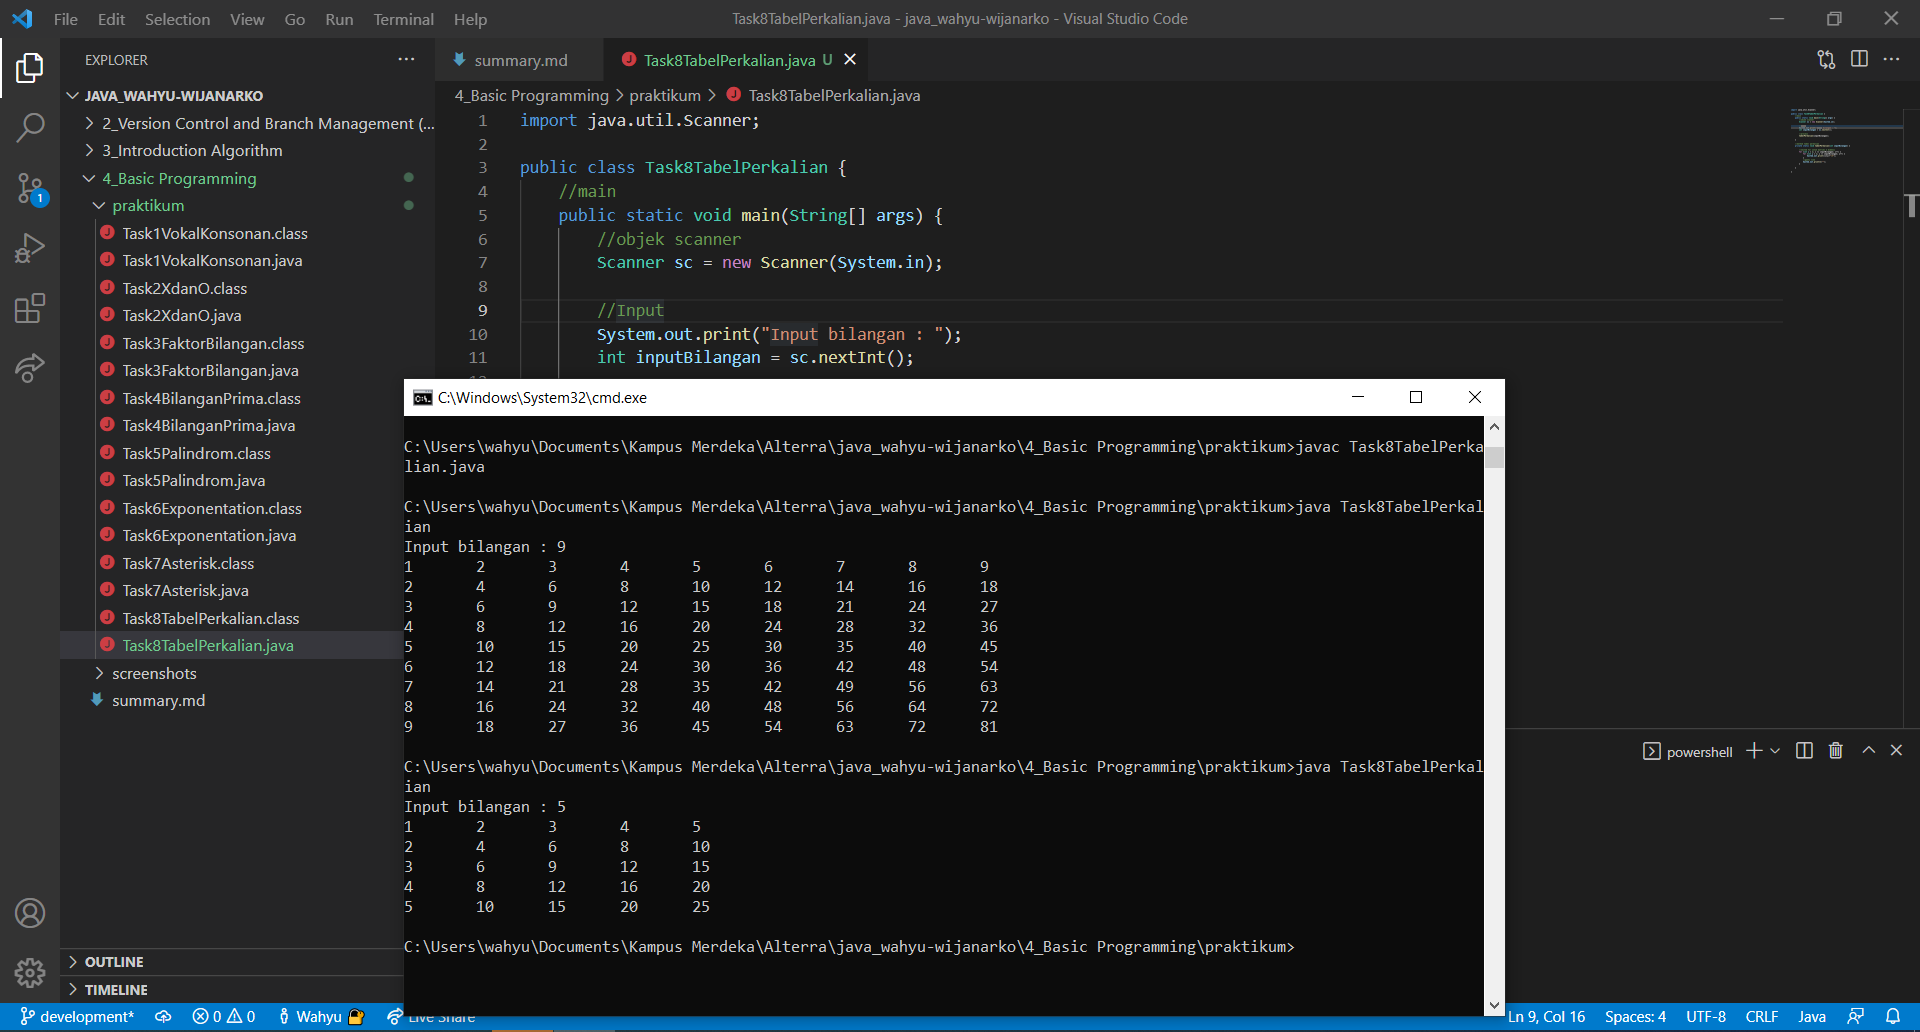 File Edit Selection View Go Run Terminal Help
Task8TabelPerkalian.java - java_wahyu-wijanarko - Visual Studio Code
EXPLORER
JAVA_WAHYU-WIJANARKO
2_Version Control and Branch Management (...
3_Introduction Algorithm
4_Basic Programming
praktikum
Task1VokalKonsonan.class
Task1VokalKonsonan.java
Task2XdanO.class
Task2XdanO.java
Task3FaktorBilangan.class
Task3FaktorBilangan.java
Task4BilanganPrima.class
Task4BilanganPrima.java
Task5Palindrom.class
Task5Palindrom.java
Task6Exponentation.class
Task6Exponentation.java
Task7Asterisk.class
Task7Asterisk.java
Task8TabelPerkalian.class
Task8TabelPerkalian.java
screenshots
summary.md
OUTLINE
TIMELINE
summary.md
Task8TabelPerkalian.java U
4_Basic Programming > praktikum > Task8TabelPerkalian.java
1 import java.util.Scanner;
2
3 public class Task8TabelPerkalian {
4 //main
5 public static void main(String[] args) {
6 //objek scanner
7 Scanner sc = new Scanner(System.in);
8
9 //Input
10 System.out.print("Input bilangan : ");
11 int inputBilangan = sc.nextInt();
C:\Windows\System32\cmd.exe
C:\Users\wahyu\Documents\Kampus Merdeka\Alterra\java_wahyu-wijanarko\4_Basic Programming\praktikum>javac Task8TabelPerka
lian.java
C:\Users\wahyu\Documents\Kampus Merdeka\Alterra\java_wahyu-wijanarko\4_Basic Programming\praktikum>java Task8TabelPerkal
ian
Input bilangan : 9
1 2 3 4 5 6 7 8 9
2 4 6 8 10 12 14 16 18
3 6 9 12 15 18 21 24 27
4 8 12 16 20 24 28 32 36
5 10 15 20 25 30 35 40 45
6 12 18 24 30 36 42 48 54
7 14 21 28 35 42 49 56 63
8 16 24 32 40 48 56 64 72
9 18 27 36 45 54 63 72 81
C:\Users\wahyu\Documents\Kampus Merdeka\Alterra\java_wahyu-wijanarko\4_Basic Programming\praktikum>java Task8TabelPerkal
ian
Input bilangan : 5
1 2 3 4 5
2 4 6 8 10
3 6 9 12 15
4 8 12 16 20
5 10 15 20 25
C:\Users\wahyu\Documents\Kampus Merdeka\Alterra\java_wahyu-wijanarko\4_Basic Programming\praktikum>
powershell
1
development* 0 0 Wahyu Live Share
Ln 9, Col 16 Spaces: 4 UTF-8 CRLF Java